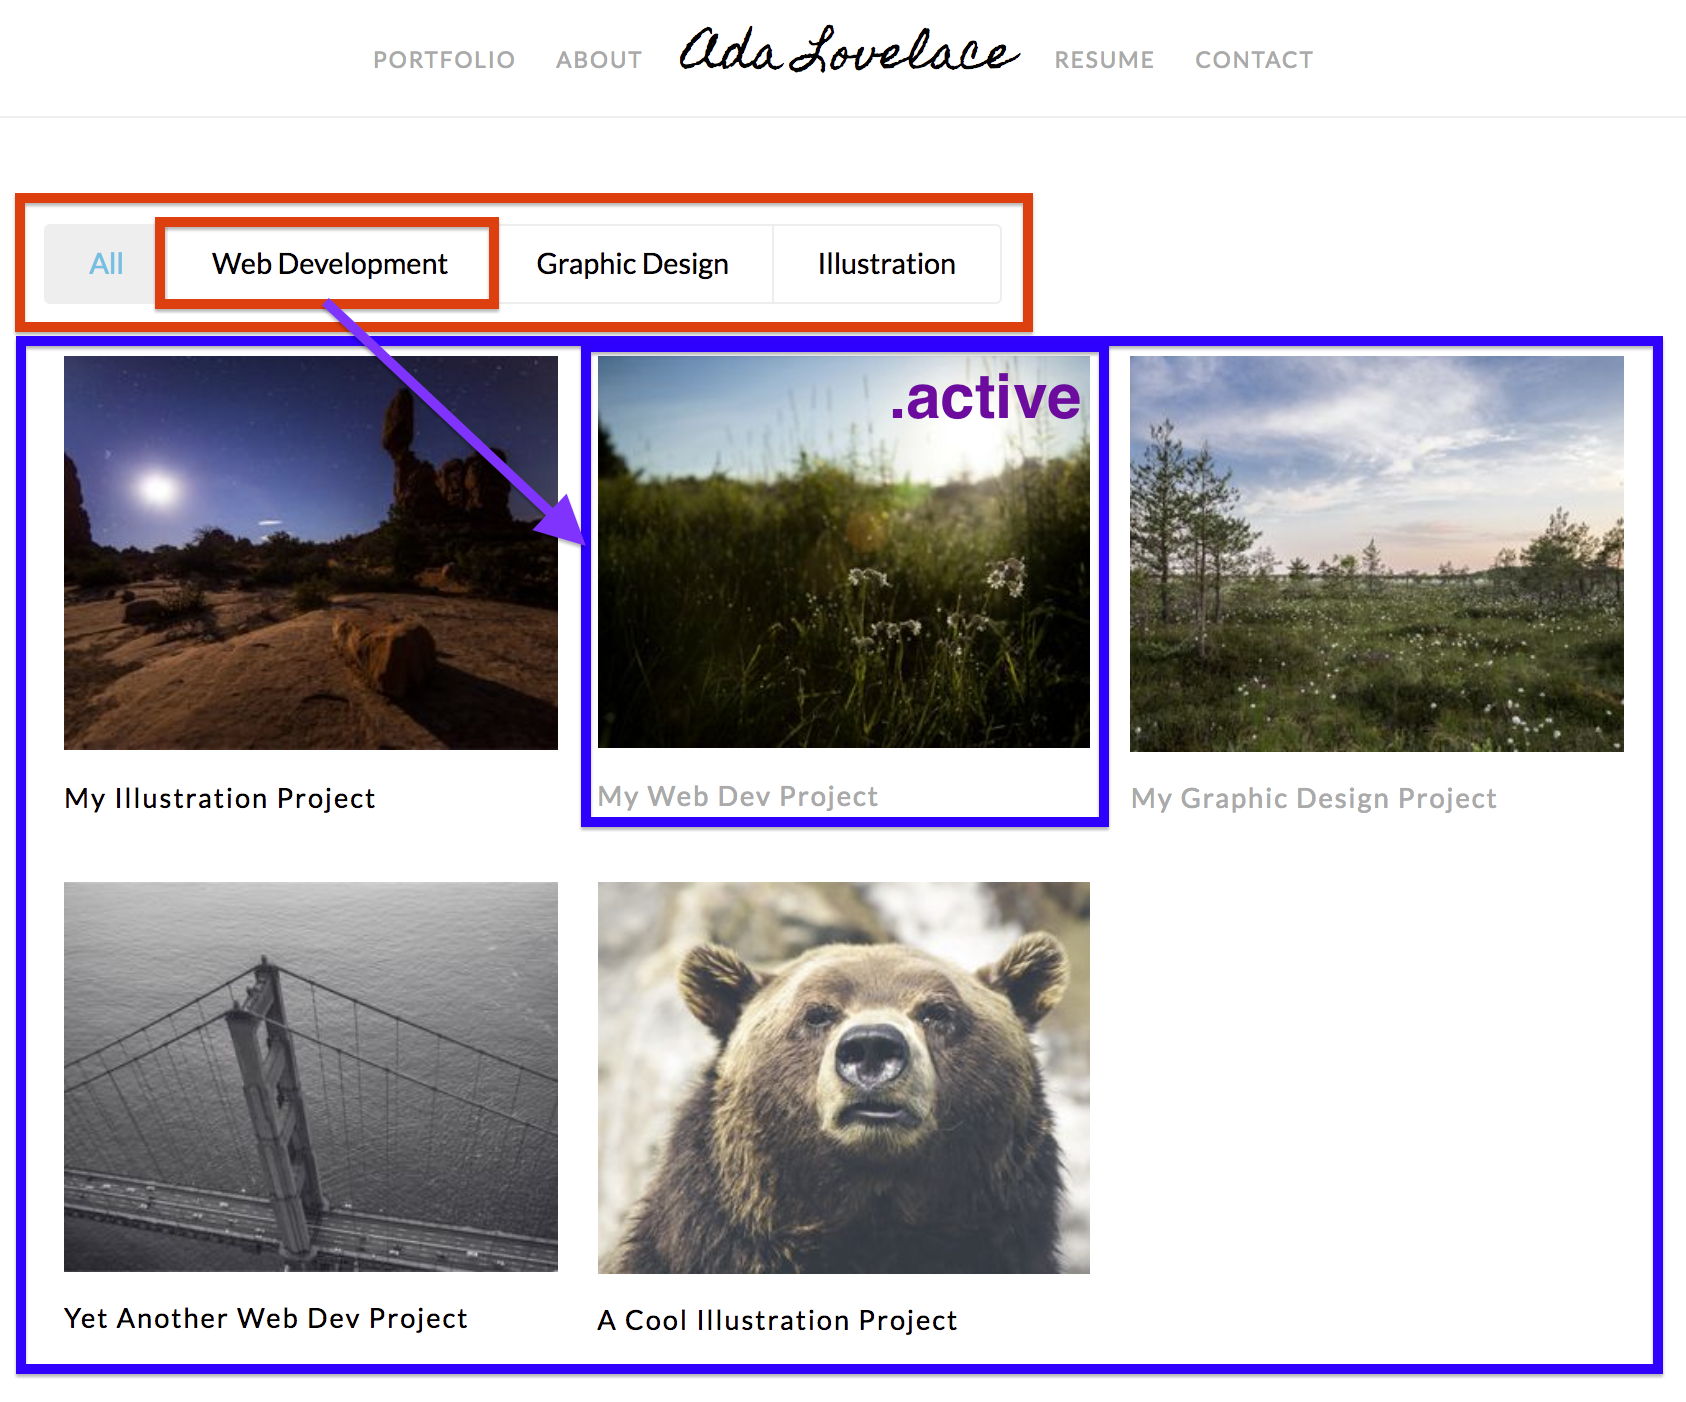 PORTFOLIO ABOUT Ada Lovelace RESUME CONTACT
All Web Development Graphic Design Illustration
.active
My Illustration Project My Web Dev Project My Graphic Design Project
Yet Another Web Dev Project A Cool Illustration Project